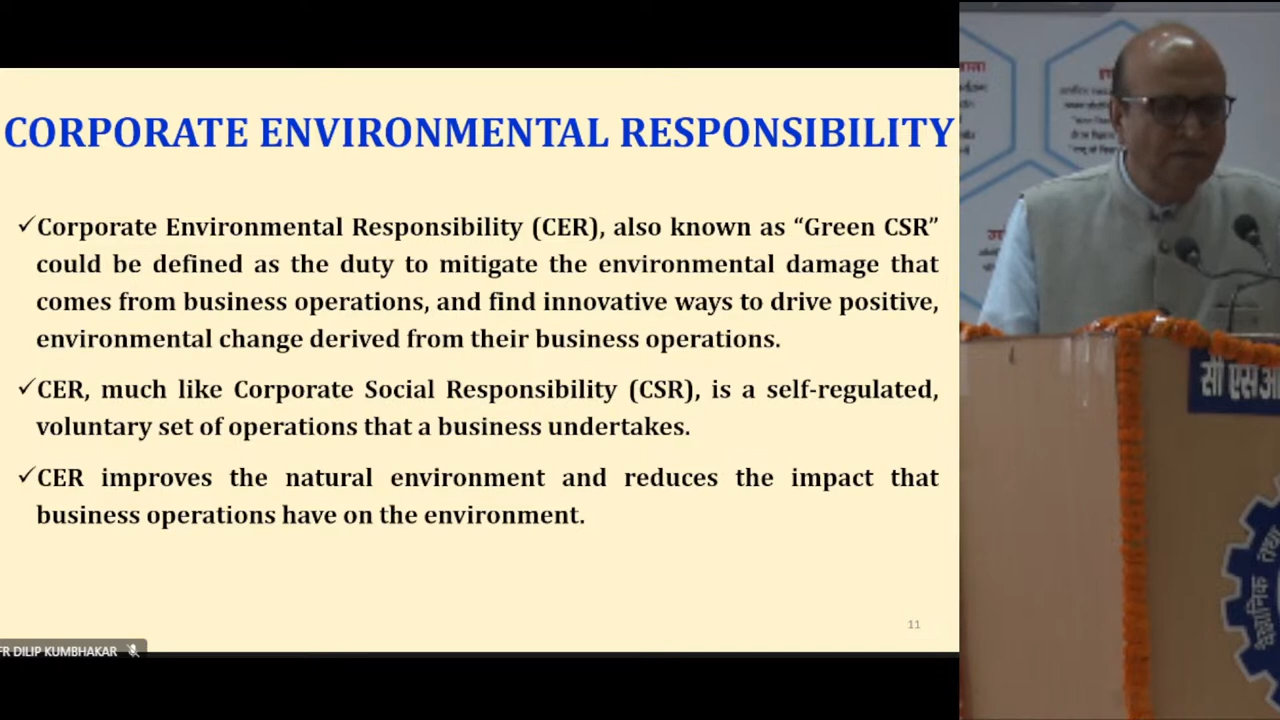 CORPORATE ENVIRONMENTAL RESPONSIBILITY
✓Corporate Environmental Responsibility (CER), also known as “Green CSR”
could be defined as the duty to mitigate the environmental damage that
comes from business operations, and find innovative ways to drive positive,
environmental change derived from their business operations.
✓CER, much like Corporate Social Responsibility (CSR), is a self-regulated,
voluntary set of operations that a business undertakes.
✓CER improves the natural environment and reduces the impact that
business operations have on the environment.
11
FR DILIP KUMBHAKAR
सी एस
तथा